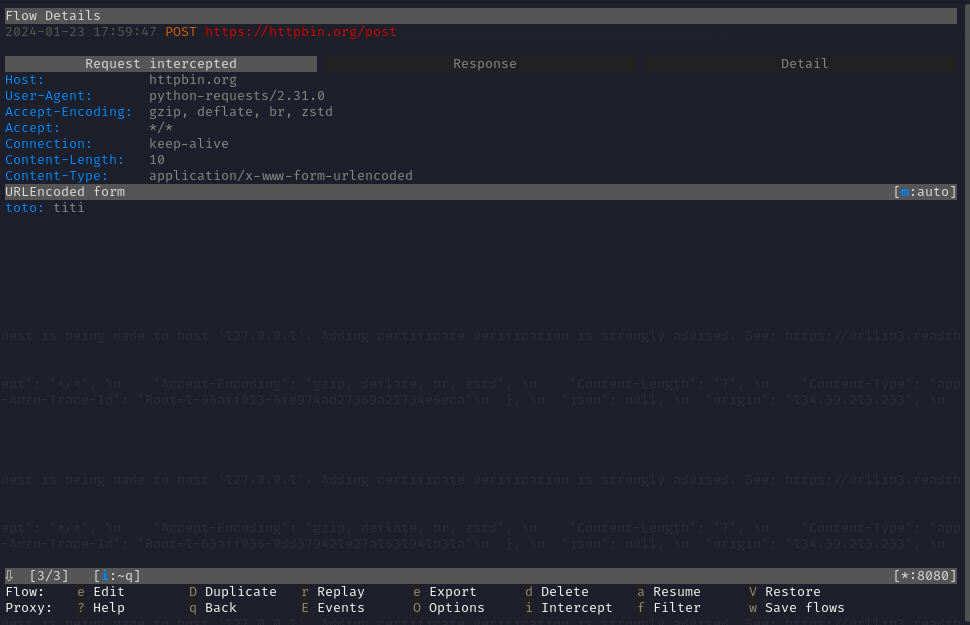 Flow Details
2024-01-23 17:59:47 POST https://httpbin.org/post
Request intercepted Response Detail
Host: httpbin.org
User-Agent: python-requests/2.31.0
Accept-Encoding: gzip, deflate, br, zstd
Accept: */*
Connection: keep-alive
Content-Length: 10
Content-Type: application/x-www-form-urlencoded
URLEncoded form [m:auto]
toto: titi
uest is being made to host '127.0.0.1'. Adding certificate verification is strongly advised. See: https://urllib3.readth
ept": "*/*", \n "Accept-Encoding": "gzip, deflate, br, zstd", \n "Content-Length": "7", \n "Content-Type": "app
-Amzn-Trace-Id": "Root=1-65aff013-5fe974ad27389a21734e6eca"\n }, \n "json": null, \n "origin": "134.59.215.253", \n
uest is being made to host '127.0.0.1'. Adding certificate verification is strongly advised. See: https://urllib3.readth
ept": "*/*", \n "Accept-Encoding": "gzip, deflate, br, zstd", \n "Content-Length": "7", \n "Content-Type": "app
-Amzn-Trace-Id": "Root=1-65aff056-0dd579421e27a1631941b31a"\n }, \n "json": null, \n "origin": "134.59.215.253", \n
⇩ [3/3] [i:~q] [*:8080]
Flow: e Edit D Duplicate r Replay e Export d Delete a Resume V Restore
Proxy: ? Help q Back E Events O Options i Intercept f Filter w Save flows